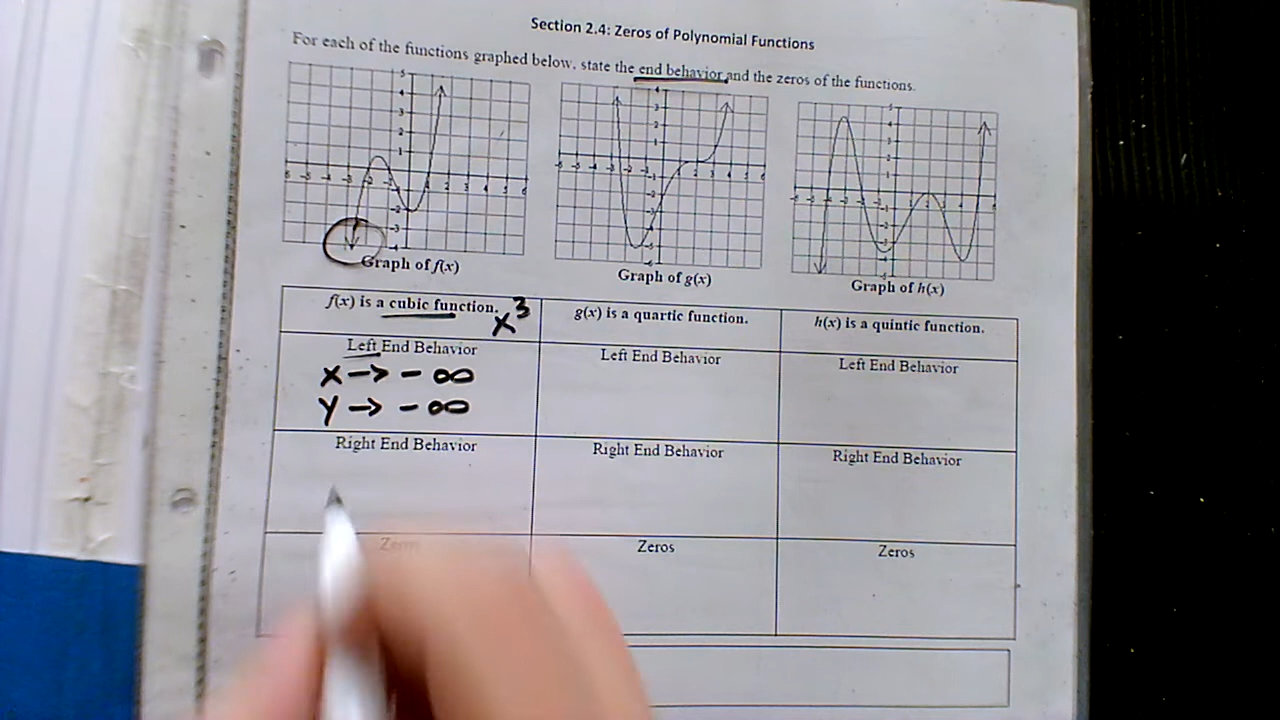 Section 2.4: Zeros of Polynomial Functions
For each of the functions graphed below, state the end behavior and the zeros of the functions.
Graph of f(x)
Graph of g(x)
Graph of h(x)
f(x) is a cubic function. x³
g(x) is a quartic function.
h(x) is a quintic function.
Left End Behavior
x → - ∞
y → - ∞
Left End Behavior
Left End Behavior
Right End Behavior
Right End Behavior
Right End Behavior
Zeros
Zeros
Zeros